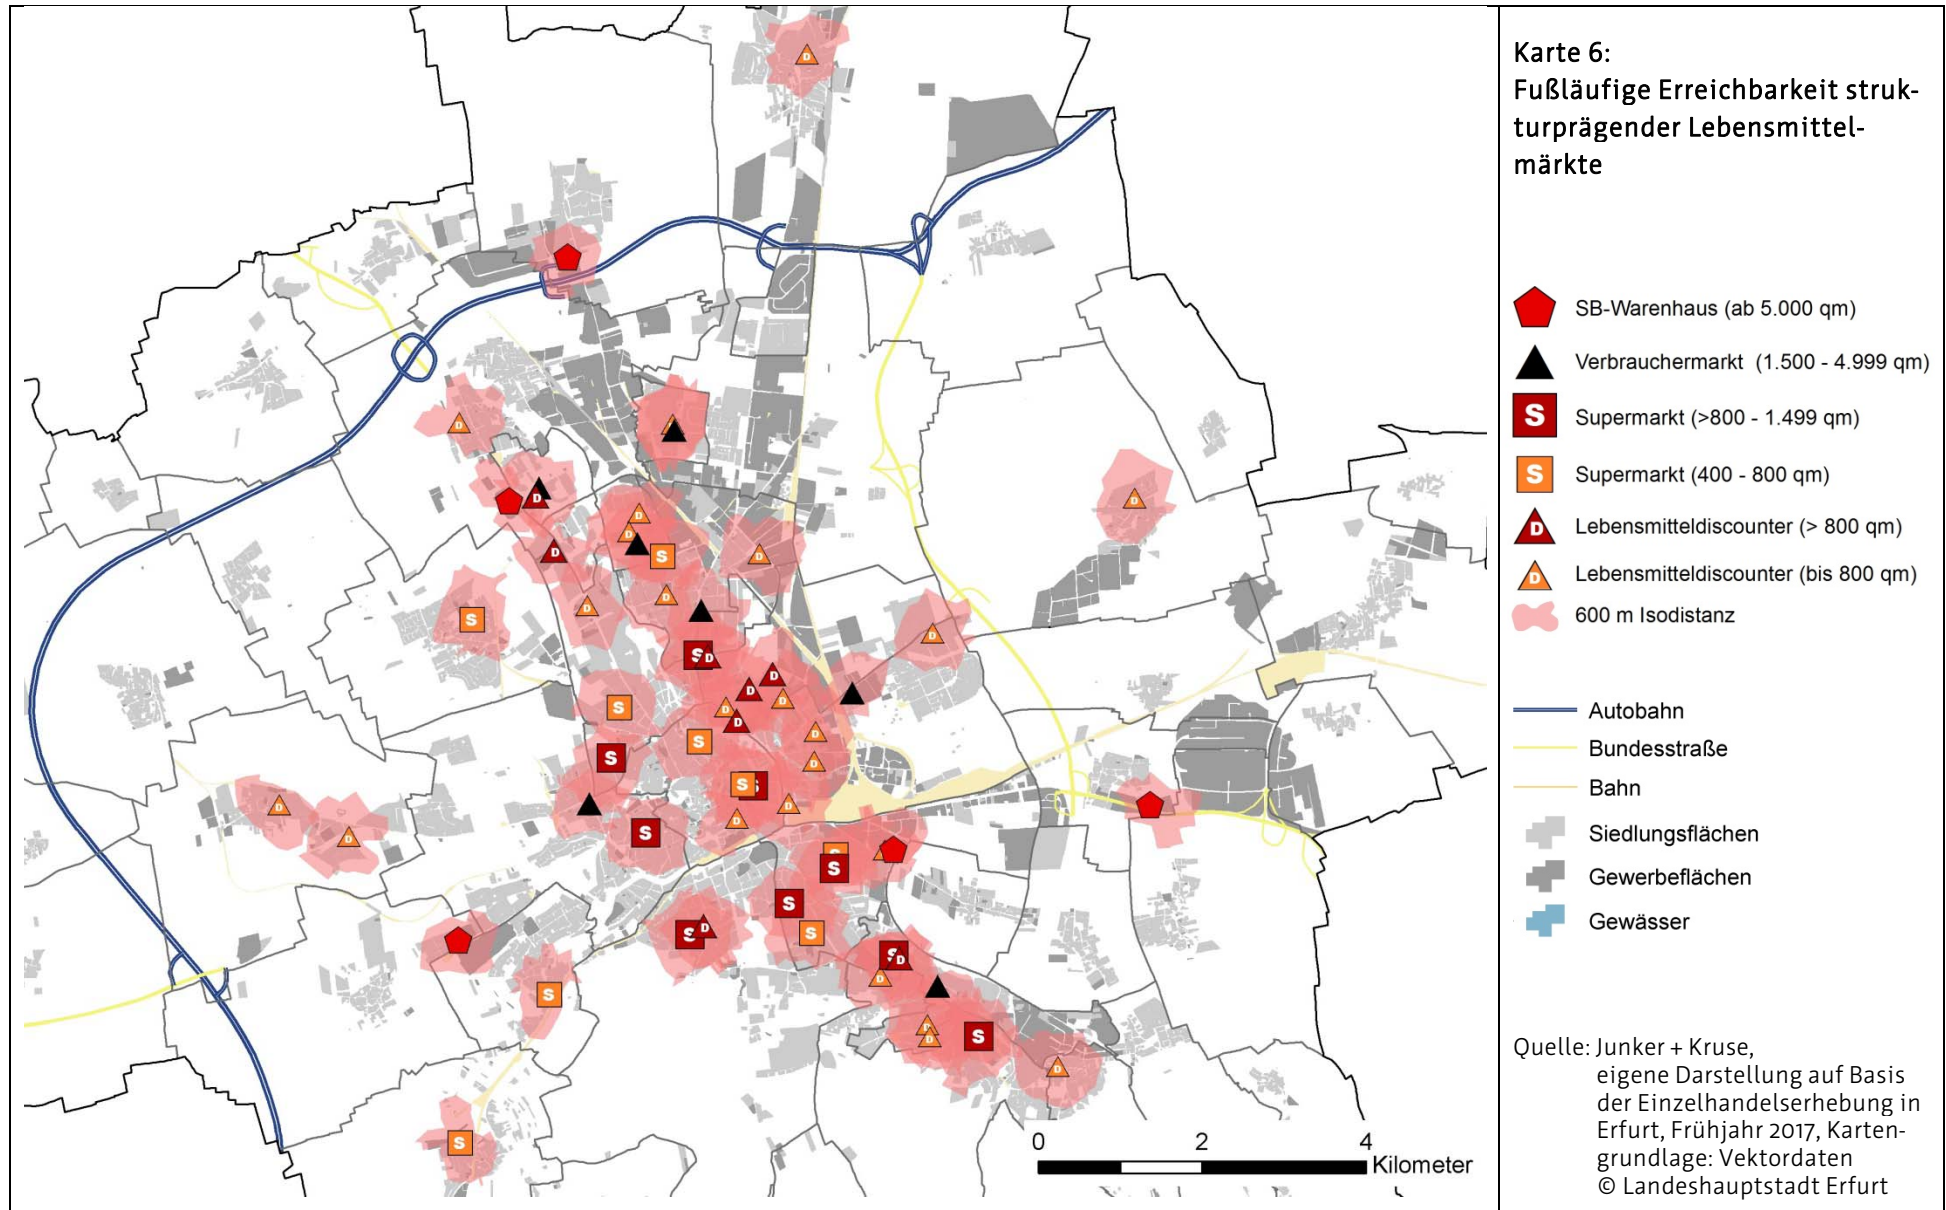 Karte 6:
Fußläufige Erreichbarkeit struk-
turprägender Lebensmittel-
märkte
SB-Warenhaus (ab 5.000 qm)
Verbrauchermarkt (1.500 - 4.999 qm)
S Supermarkt (>800 - 1.499 qm)
S Supermarkt (400 - 800 qm)
D Lebensmitteldiscounter (> 800 qm)
D Lebensmitteldiscounter (bis 800 qm)
600 m Isodistanz
Autobahn
Bundesstraße
Bahn
Siedlungsflächen
Gewerbeflächen
Gewässer
Quelle: Junker + Kruse,
eigene Darstellung auf Basis
der Einzelhandelserhebung in
Erfurt, Frühjahr 2017, Karten-
grundlage: Vektordaten
© Landeshauptstadt Erfurt
0 2 4
Kilometer